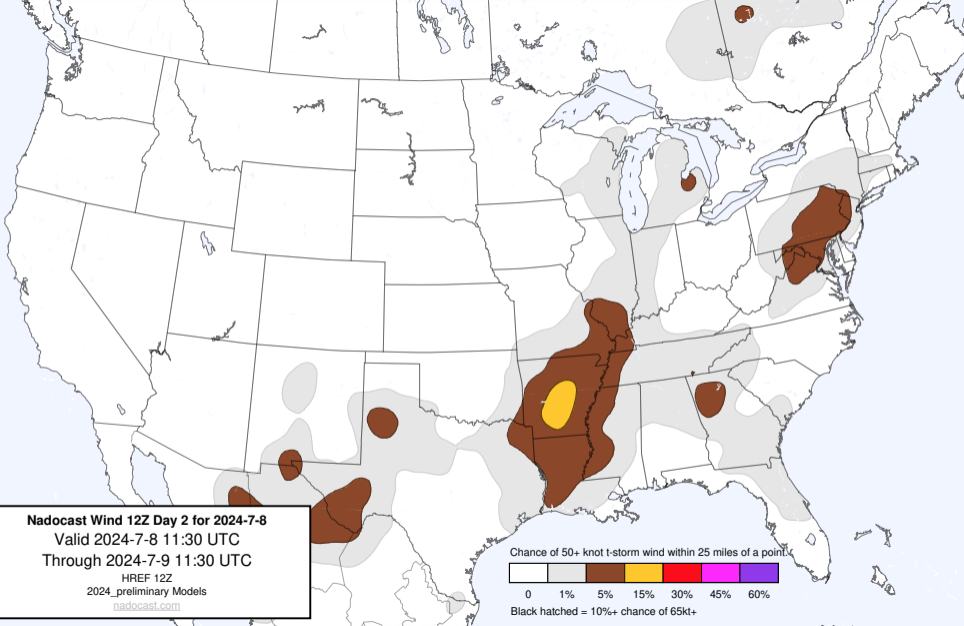 Nadocast Wind 12Z Day 2 for 2024-7-8
Valid 2024-7-8 11:30 UTC
Through 2024-7-9 11:30 UTC
HREF 12Z
2024_preliminary Models
nadocast.com
Chance of 50+ knot t-storm wind within 25 miles of a point.
0 1% 5% 15% 30% 45% 60%
Black hatched = 10%+ chance of 65kt+